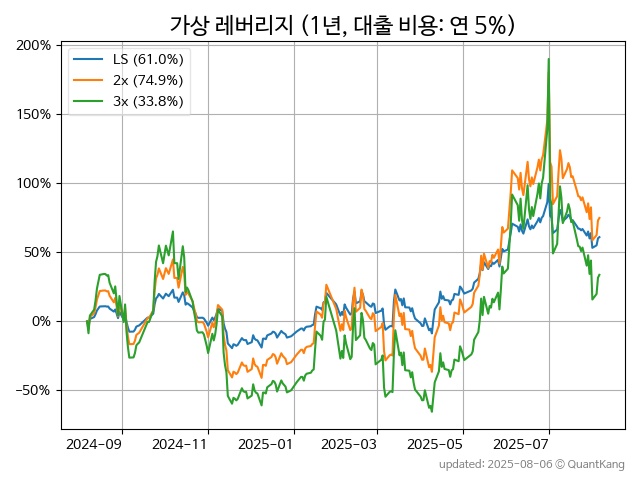 가상 레버리지 (1년, 대출 비용: 연 5%)
LS (61.0%)
2x (74.9%)
3x (33.8%)
200%
150%
100%
50%
0%
−50%
2024-09 2024-11 2025-01 2025-03 2025-05 2025-07
updated: 2025-08-06 © QuantKang